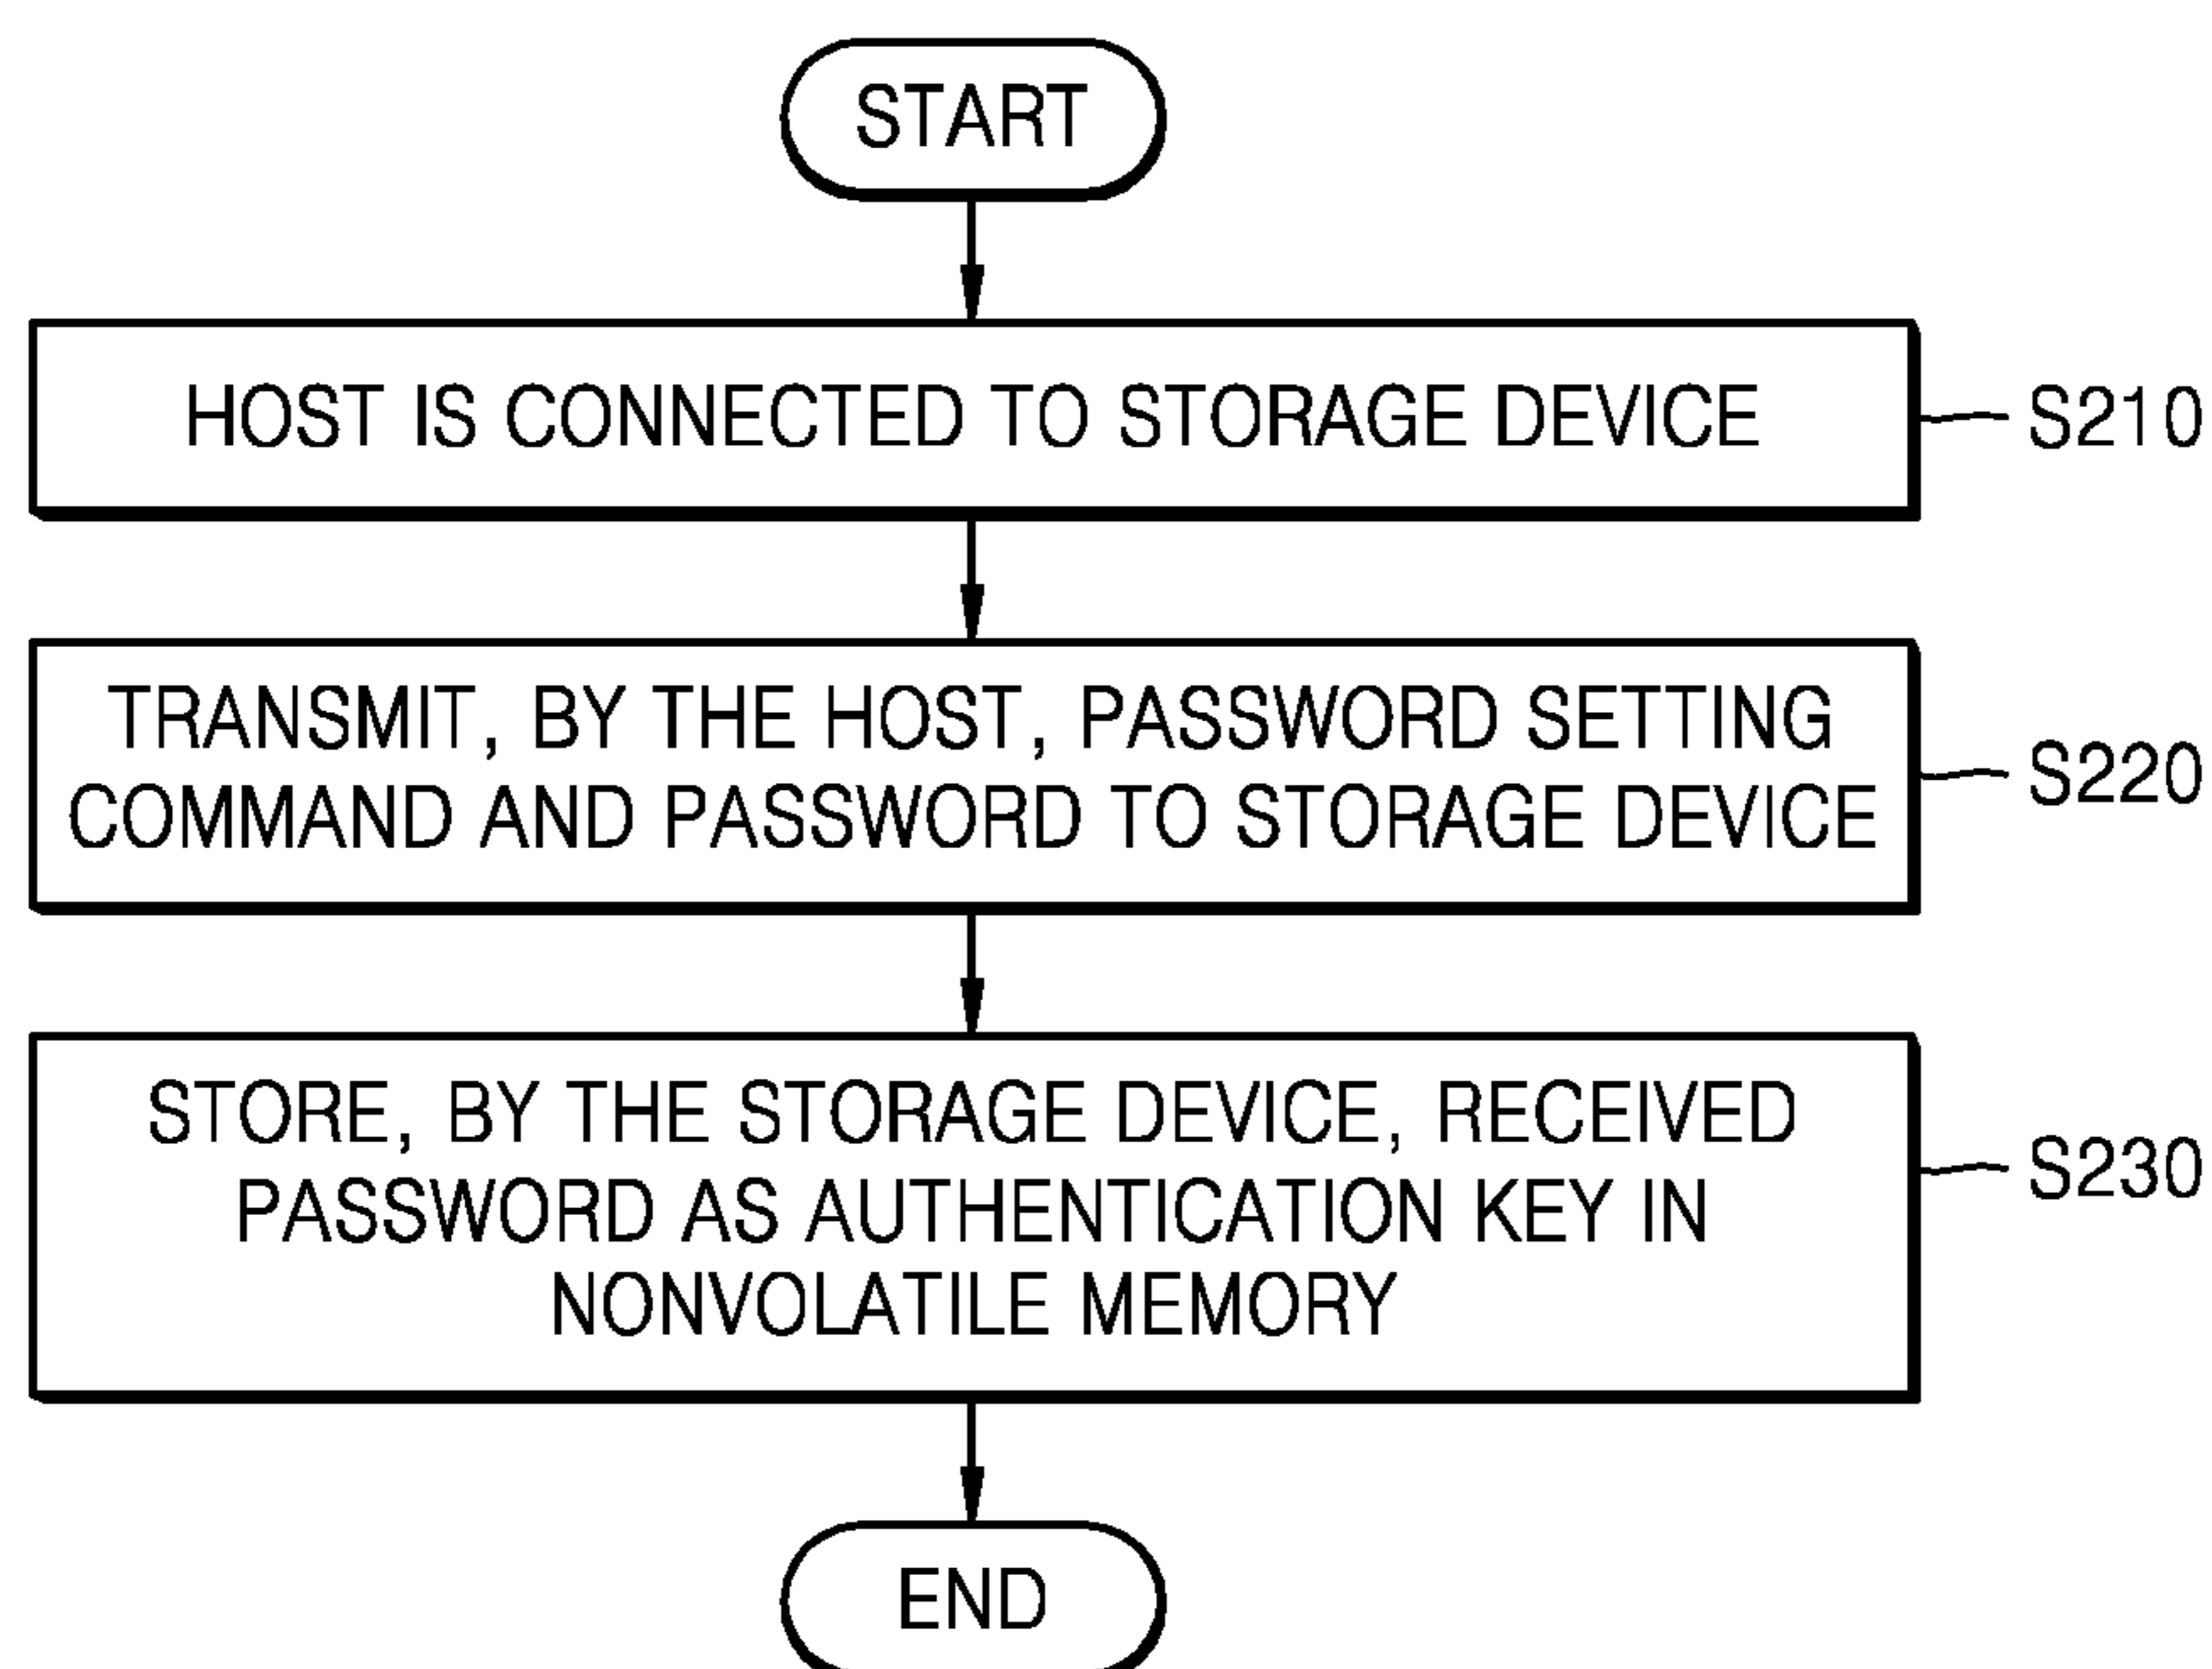 START
HOST IS CONNECTED TO STORAGE DEVICE
S210
TRANSMIT, BY THE HOST, PASSWORD SETTING
COMMAND AND PASSWORD TO STORAGE DEVICE
S220
STORE, BY THE STORAGE DEVICE, RECEIVED
PASSWORD AS AUTHENTICATION KEY IN
NONVOLATILE MEMORY
S230
END